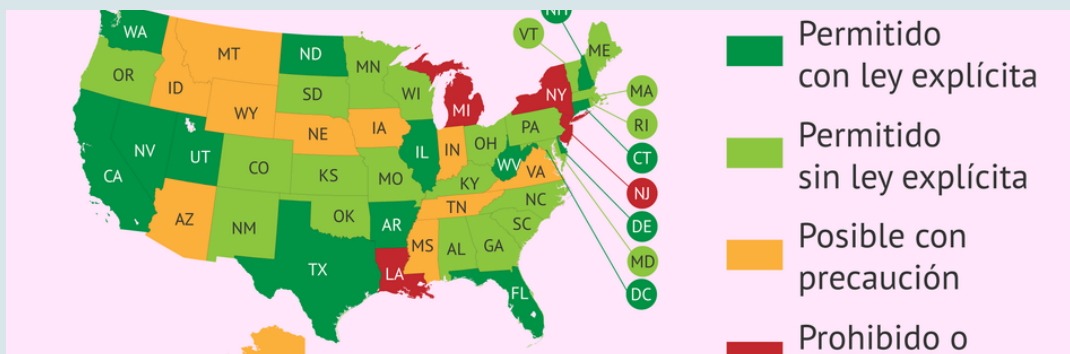 NH
WA
VT
ME
MT
ND
MN
OR
ID
SD
WI
MI
NY
MA
WY
RI
IA
PA
NE
NV
UT
IL
IN
OH
CT
CA
CO
WV
KS
MO
VA
KY
NJ
NC
TN
OK
AZ
NM
AR
SC
DE
MS
AL
GA
MD
TX
LA
FL
DC
Permitido
con ley explícita
Permitido
sin ley explícita
Posible con
precaución
Prohibido o